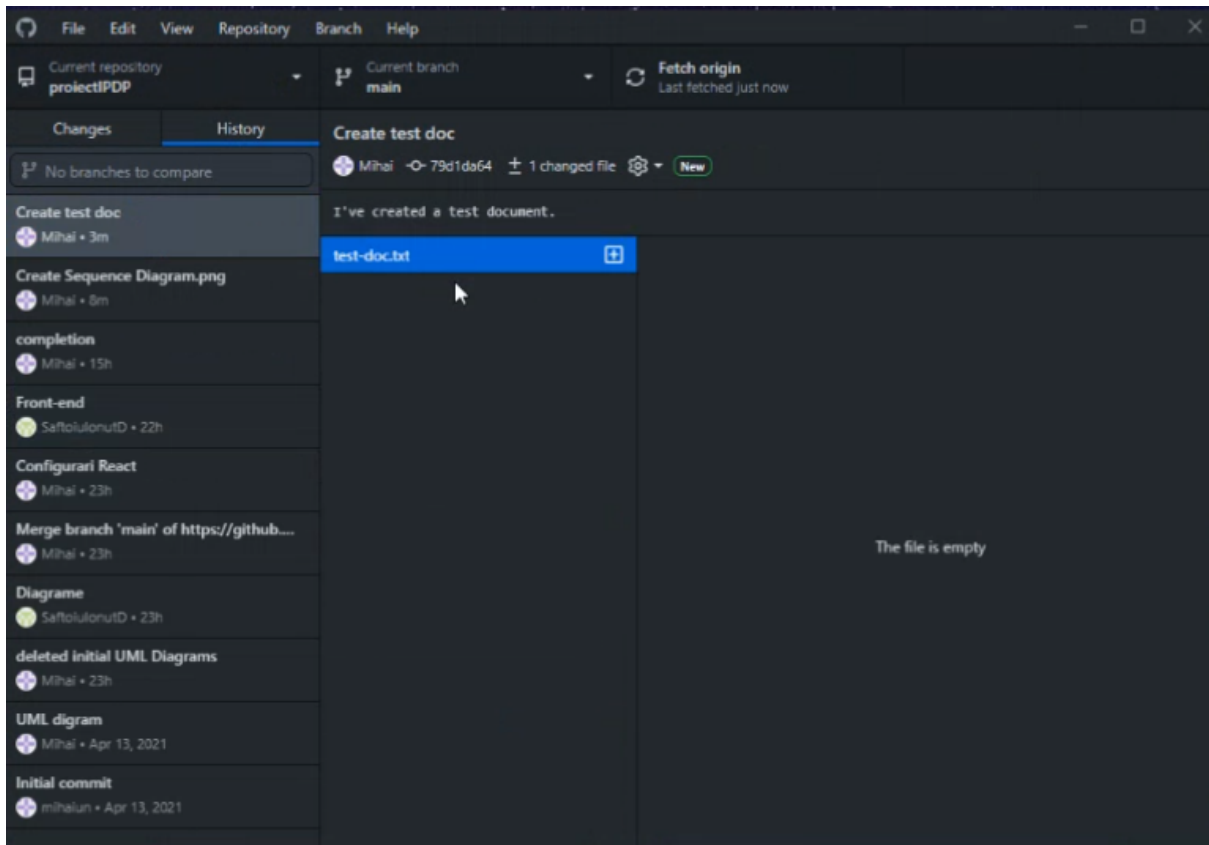 File Edit View Repository Branch Help
Current repository
proiectIPDP
Current branch
main
Fetch origin
Last fetched just now
Changes
History
No branches to compare
Create test doc
Mihai • 3m
Create Sequence Diagram.png
Mihai • 8m
completion
Mihai • 15h
Front-end
SaftoiuIonutD • 22h
Configurari React
Mihai • 23h
Merge branch 'main' of https://github....
Mihai • 23h
Diagrame
SaftoiuIonutD • 23h
deleted initial UML Diagrams
Mihai • 23h
UML digram
Mihai • Apr 13, 2021
Initial commit
mihaiun • Apr 13, 2021
Create test doc
Mihai 79d1da64 1 changed file New
I've created a test document.
test-doc.txt
The file is empty